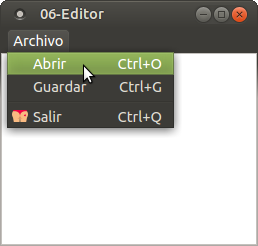 06-Editor
Archivo
Abrir Ctrl+O
Guardar Ctrl+G
Salir Ctrl+Q